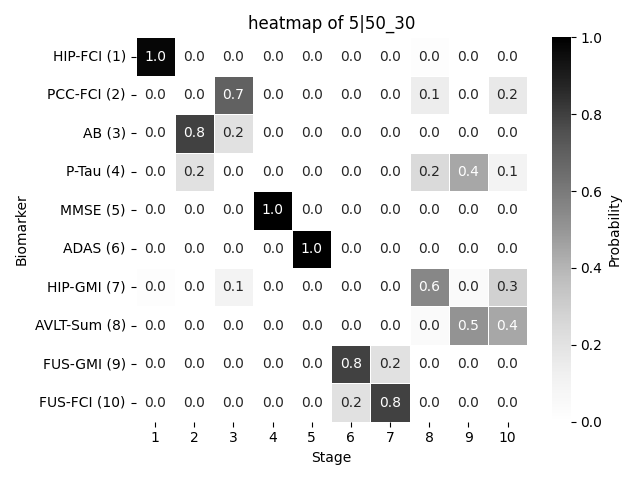 heatmap of 5|50_30
HIP-FCI (1) 1.0 0.0 0.0 0.0 0.0 0.0 0.0 0.0 0.0 0.0
PCC-FCI (2) 0.0 0.0 0.7 0.0 0.0 0.0 0.0 0.1 0.0 0.2
AB (3) 0.0 0.8 0.2 0.0 0.0 0.0 0.0 0.0 0.0 0.0
P-Tau (4) 0.0 0.2 0.0 0.0 0.0 0.0 0.0 0.2 0.4 0.1
MMSE (5) 0.0 0.0 0.0 1.0 0.0 0.0 0.0 0.0 0.0 0.0
ADAS (6) 0.0 0.0 0.0 0.0 1.0 0.0 0.0 0.0 0.0 0.0
HIP-GMI (7) 0.0 0.0 0.1 0.0 0.0 0.0 0.0 0.6 0.0 0.3
AVLT-Sum (8) 0.0 0.0 0.0 0.0 0.0 0.0 0.0 0.0 0.5 0.4
FUS-GMI (9) 0.0 0.0 0.0 0.0 0.0 0.8 0.2 0.0 0.0 0.0
FUS-FCI (10) 0.0 0.0 0.0 0.0 0.0 0.2 0.8 0.0 0.0 0.0
1 2 3 4 5 6 7 8 9 10
Stage
Biomarker
1.0
0.8
0.6
0.4
0.2
0.0
Probability